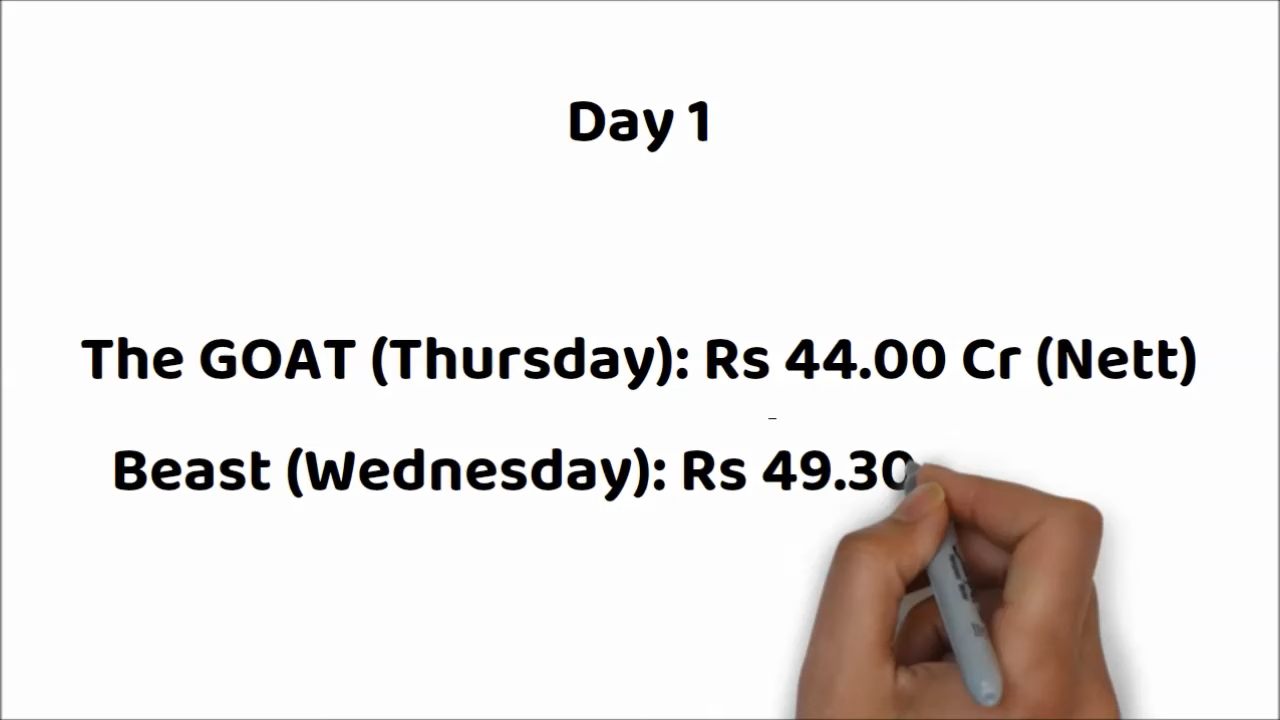 Day 1
The GOAT (Thursday): Rs 44.00 Cr (Nett)
Beast (Wednesday): Rs 49.30